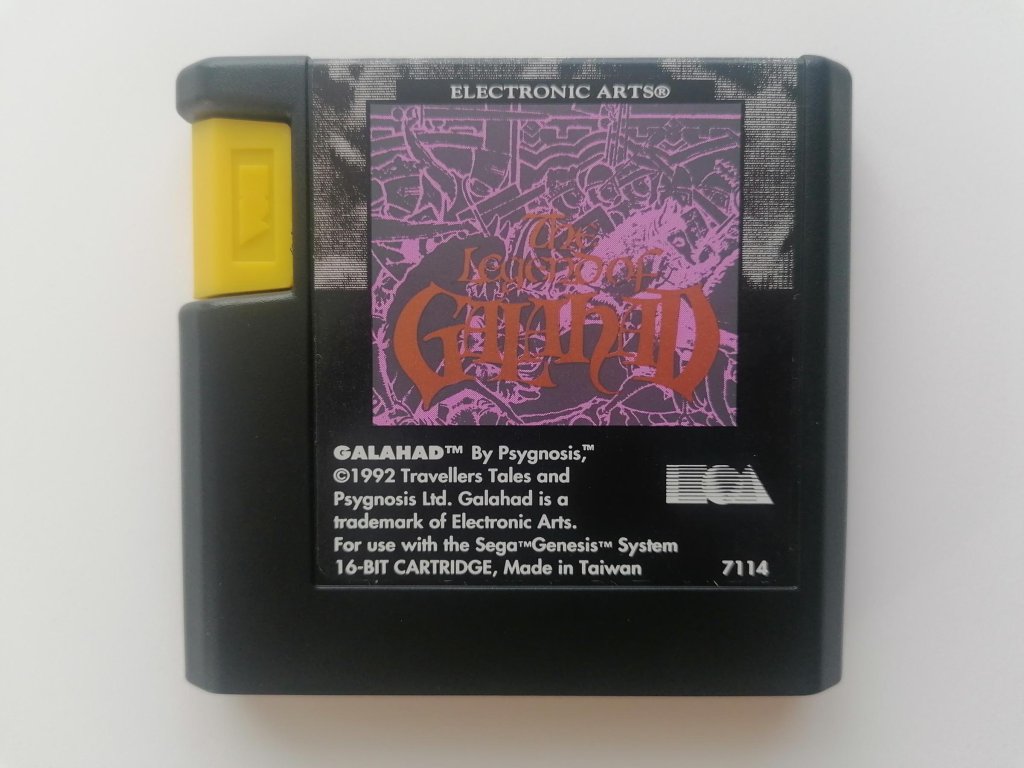 ELECTRONIC ARTS®
The
Legend of
GALAHAD
GALAHAD™ By Psygnosis,™
©1992 Travellers Tales and
Psygnosis Ltd. Galahad is a
trademark of Electronic Arts.
For use with the Sega™Genesis™ System
16-BIT CARTRIDGE, Made in Taiwan
EA
7114